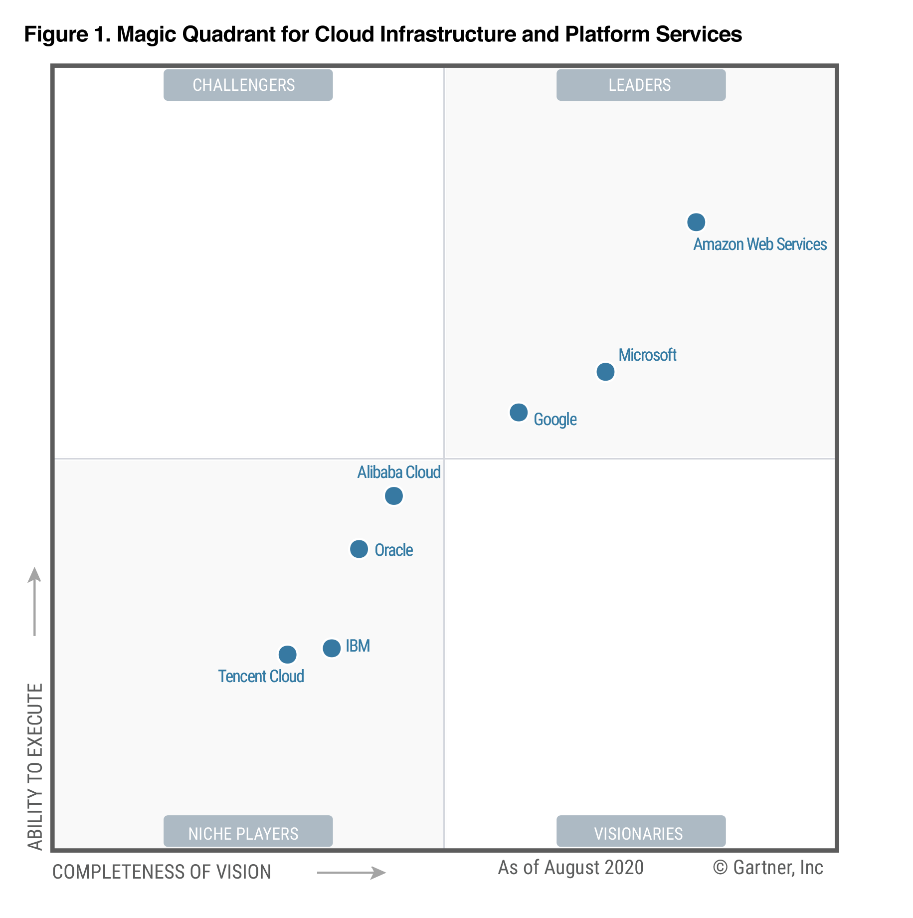 Figure 1. Magic Quadrant for Cloud Infrastructure and Platform Services
CHALLENGERS
LEADERS
Amazon Web Services
Microsoft
Google
Alibaba Cloud
Oracle
IBM
Tencent Cloud
NICHE PLAYERS
VISIONARIES
ABILITY TO EXECUTE
COMPLETENESS OF VISION
As of August 2020
© Gartner, Inc